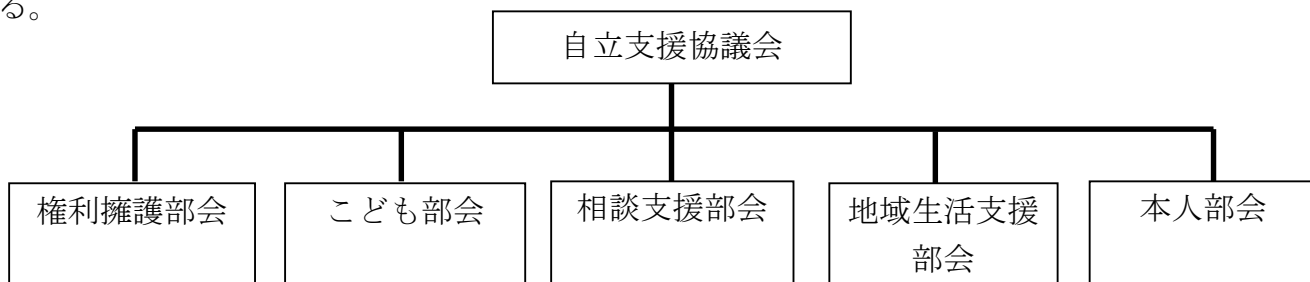 る。
自立支援協議会
権利擁護部会
こども部会
相談支援部会
地域生活支援
部会
本人部会